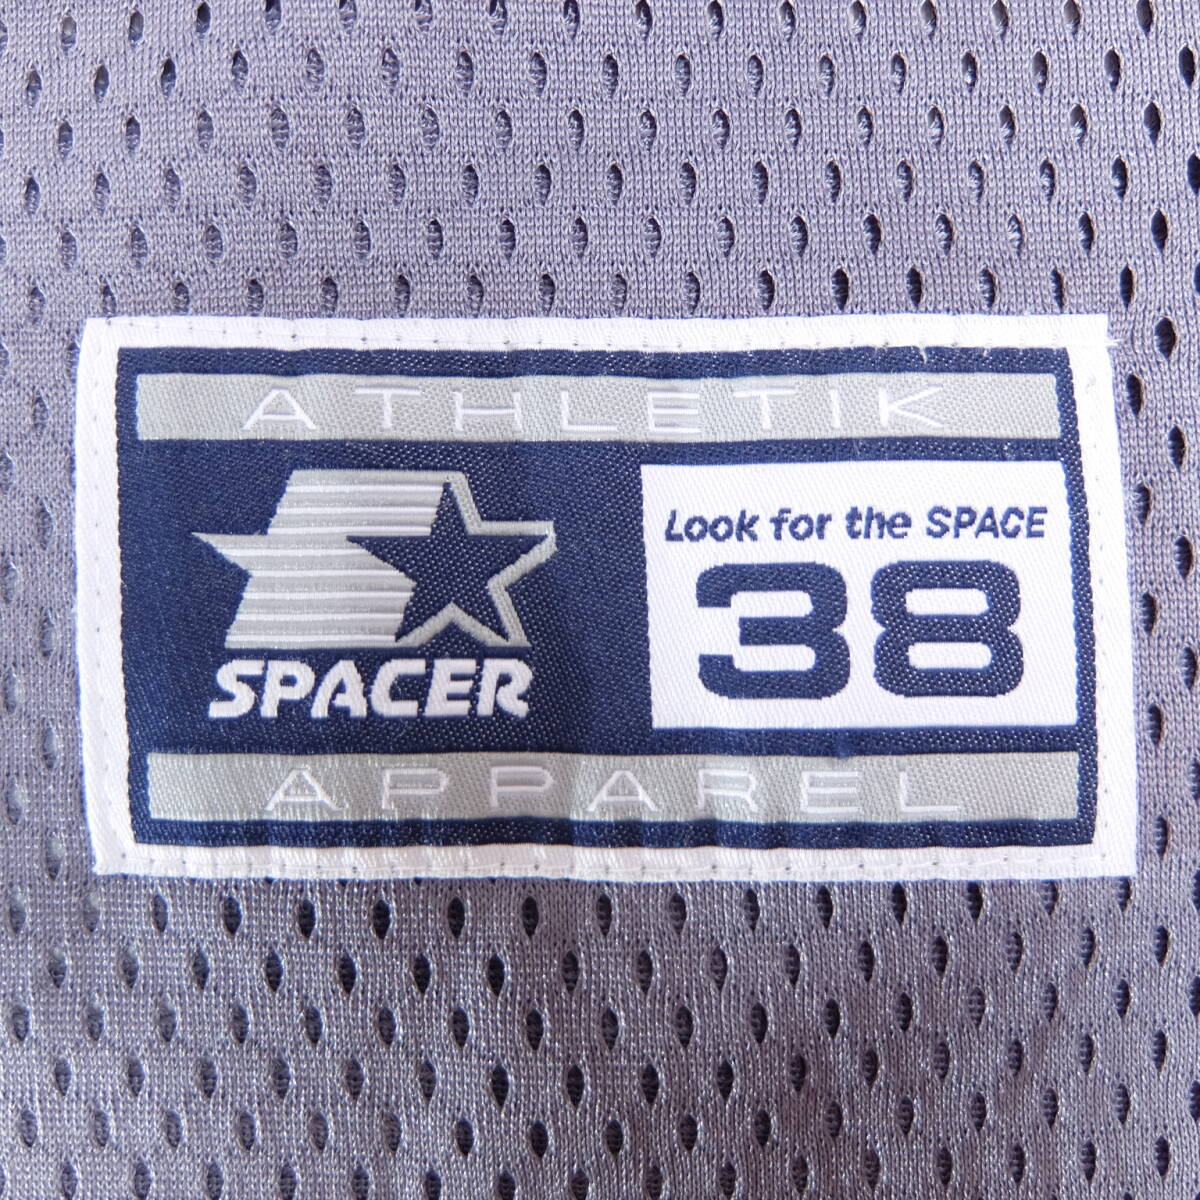 ATHLETIK
SPACER
Look for the SPACE
38
APPAREL